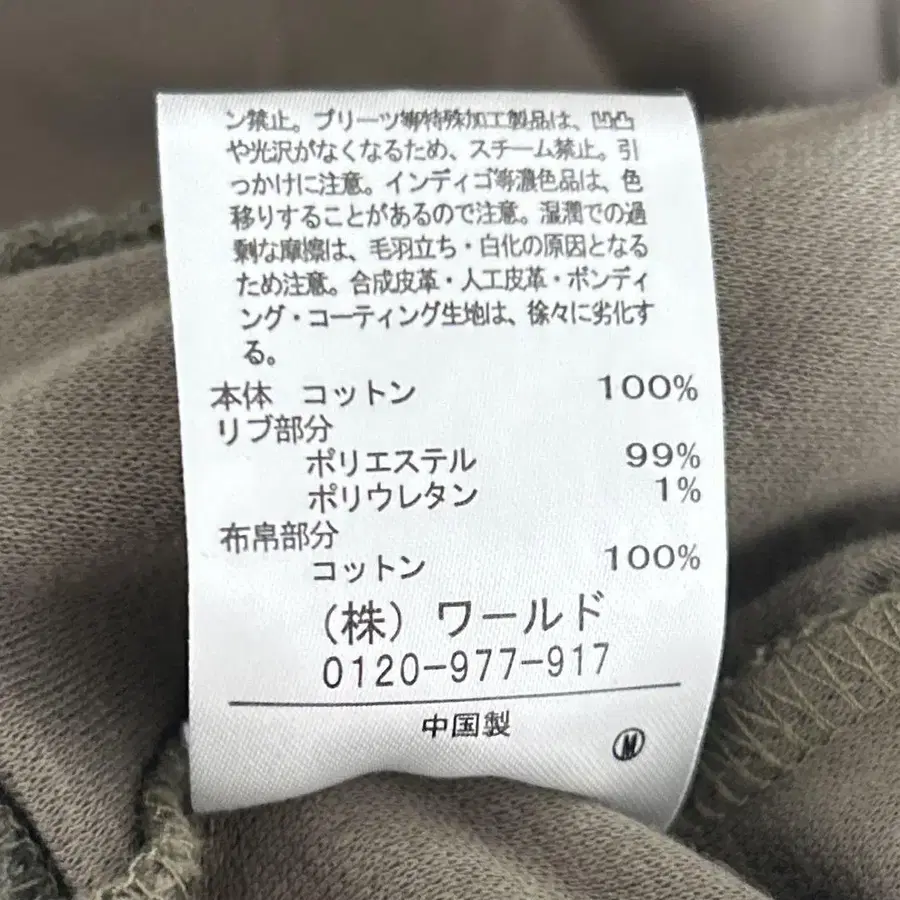 ン禁止。プリーツ等特殊加工製品は、凹凸
や光沢がなくなるため、スチーム禁止。引
っかけに注意。インディゴ等濃色品は、色
移りすることがあるので注意。湿潤での過
剰な摩擦は、毛羽立ち・白化の原因となる
ため注意。合成皮革・人工皮革・ボンディ
ング・コーティング生地は、徐々に劣化す
る。
本体 コットン 100%
リブ部分
ポリエステル 99%
ポリウレタン 1%
布帛部分
コットン 100%
(株) ワールド
0120-977-917
中国製
M